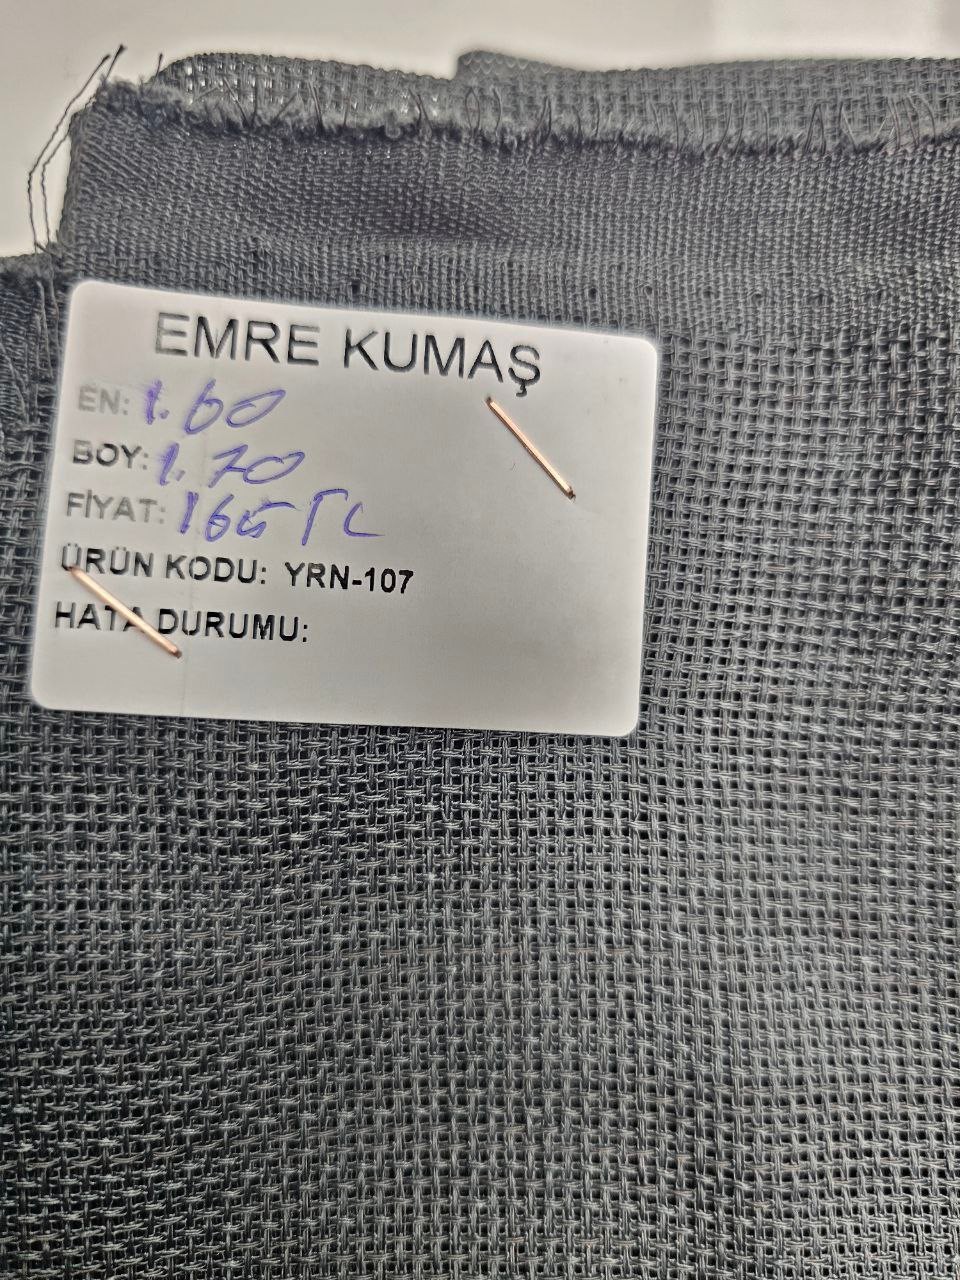 EMRE KUMAŞ
EN: 1.60
BOY: 1.70
FİYAT: 165 TL
ÜRÜN KODU: YRN-107
HATA DURUMU: